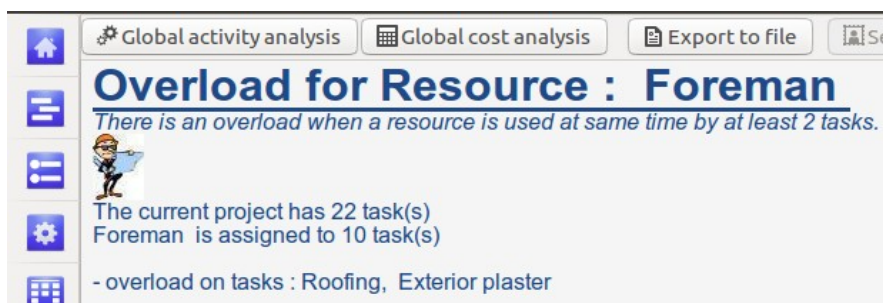 Global activity analysis Global cost analysis Export to file
Overload for Resource : Foreman
There is an overload when a resource is used at same time by at least 2 tasks.
The current project has 22 task(s)
Foreman is assigned to 10 task(s)
- overload on tasks : Roofing, Exterior plaster